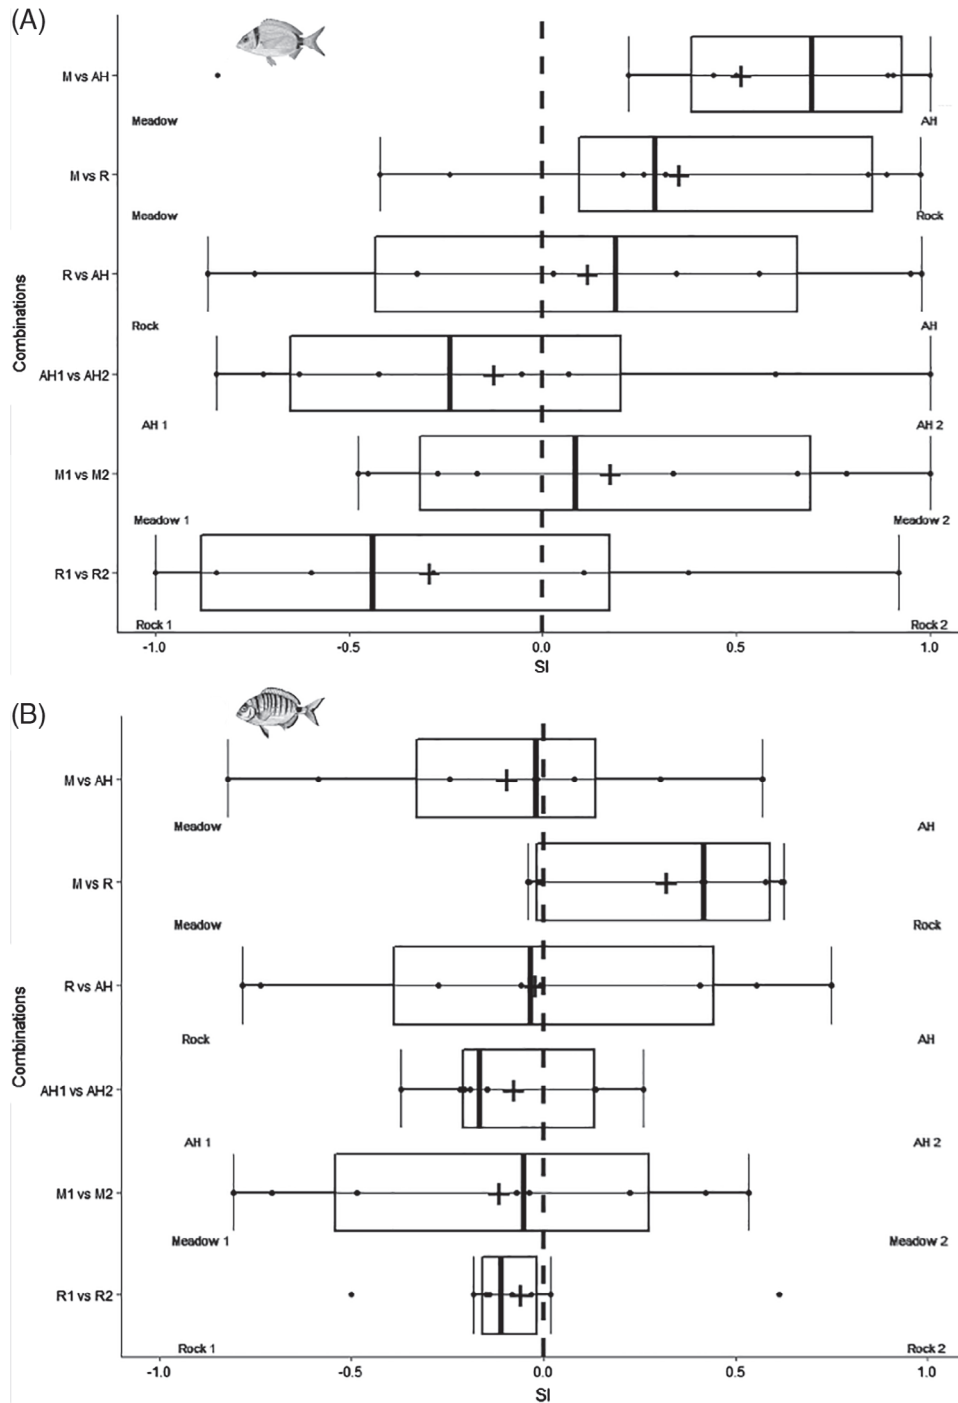 (A)
M vs AH
Meadow AH
M vs R
Meadow Rock
R vs AH
Rock AH
Combinations
AH1 vs AH2
AH 1 AH 2
M1 vs M2
Meadow 1 Meadow 2
R1 vs R2
Rock 1 Rock 2
-1.0 -0.5 0.0 0.5 1.0
SI
(B)
M vs AH
Meadow AH
M vs R
Meadow Rock
R vs AH
Rock AH
Combinations
AH1 vs AH2
AH 1 AH 2
M1 vs M2
Meadow 1 Meadow 2
R1 vs R2
Rock 1 Rock 2
-1.0 -0.5 0.0 0.5 1.0
SI